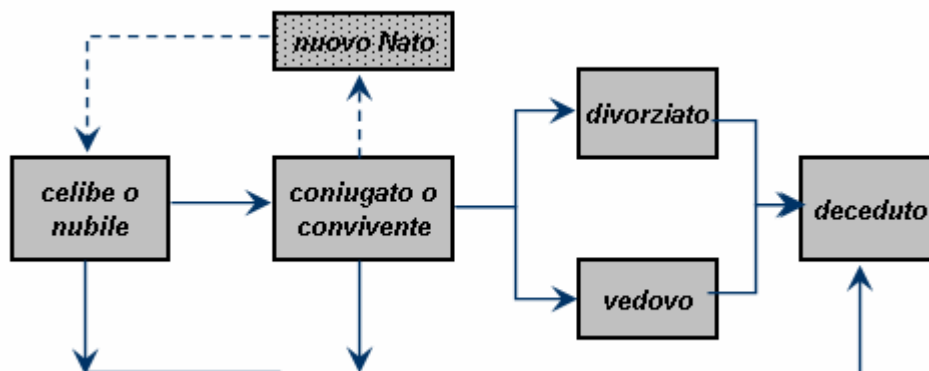 nuovo Nato
divorziato
celibe o
nubile
coniugato o
convivente
deceduto
vedovo